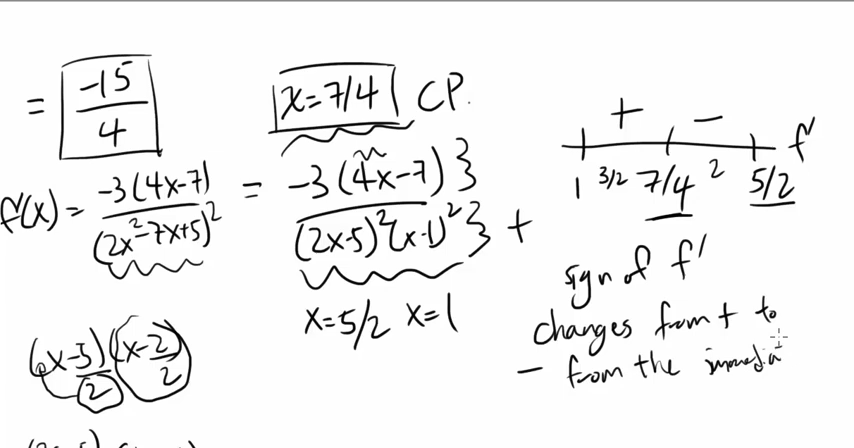 = -15/4
x=7/4 CP.
+ −
f'
1 3/2 7/4 2 5/2
f'(x) = -3(4x-7)/(2x²-7x+5)² = -3(4x-7)}/(2x-5)²(x-1)²} +
x=5/2 x=1
sign of f'
changes from + to
− from the immedia
(x-5/2)(x-2/2)